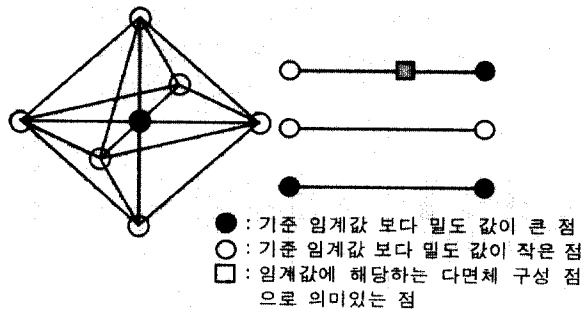 ● : 기준 임계값 보다 밀도 값이 큰 점
○ : 기준 임계값 보다 밀도 값이 작은 점
□ : 임계값에 해당하는 다면체 구성 점
으로 의미있는 점